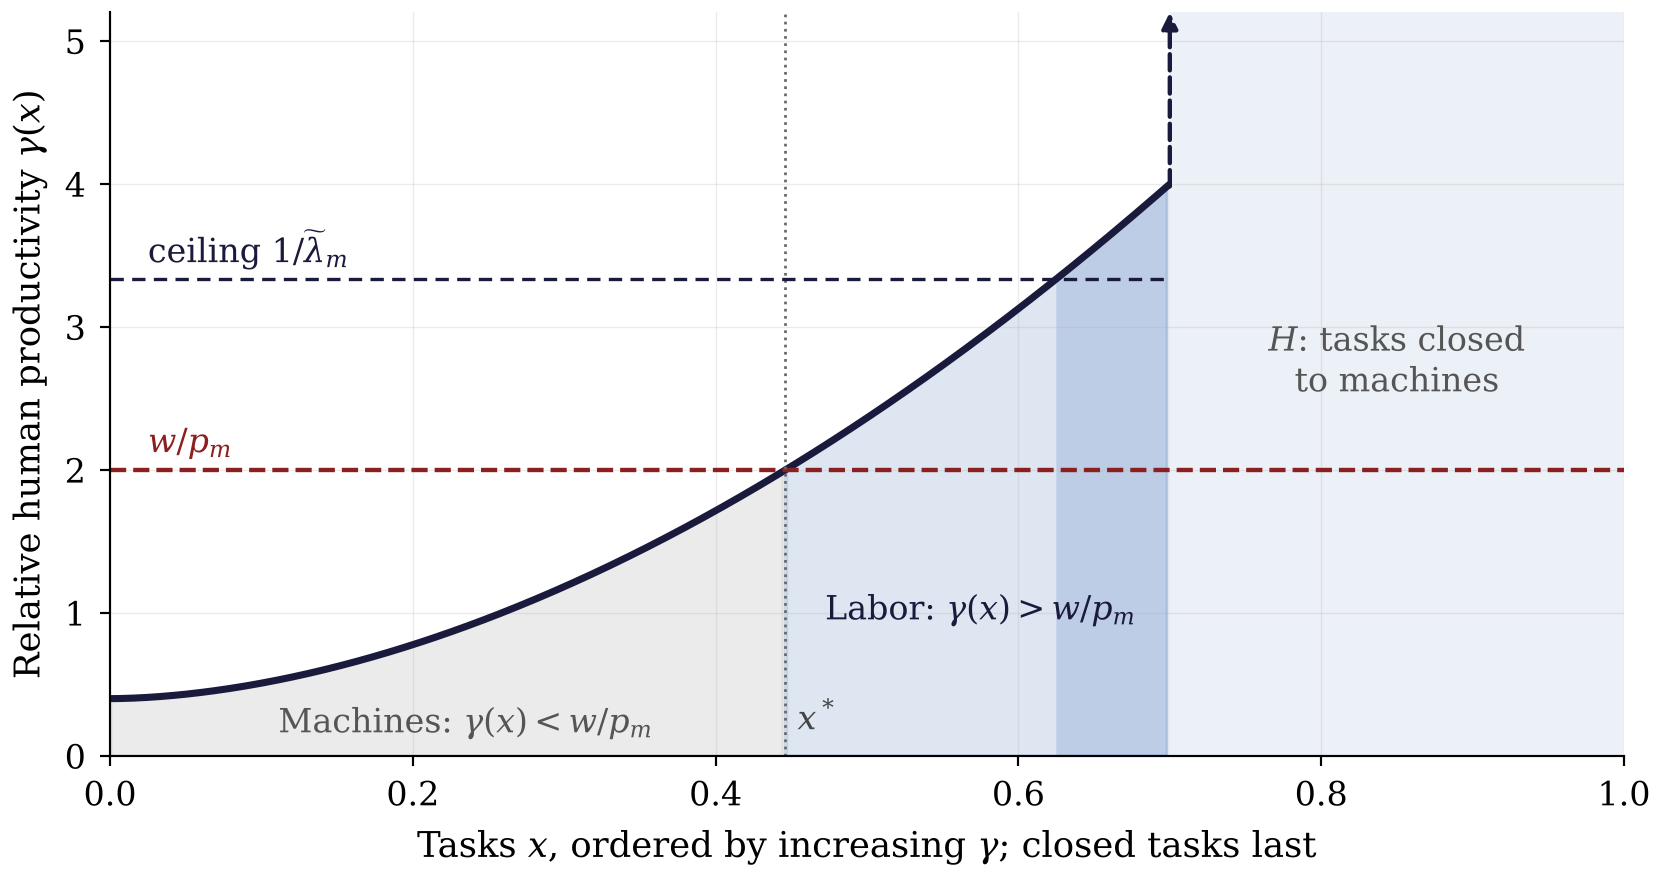 Relative human productivity γ(x)
5
4
3
2
1
0
ceiling 1/λ̃ₘ
w/pₘ
H: tasks closed
to machines
Labor: γ(x) > w/pₘ
x*
Machines: γ(x) < w/pₘ
0.0 0.2 0.4 0.6 0.8 1.0
Tasks x, ordered by increasing γ; closed tasks last